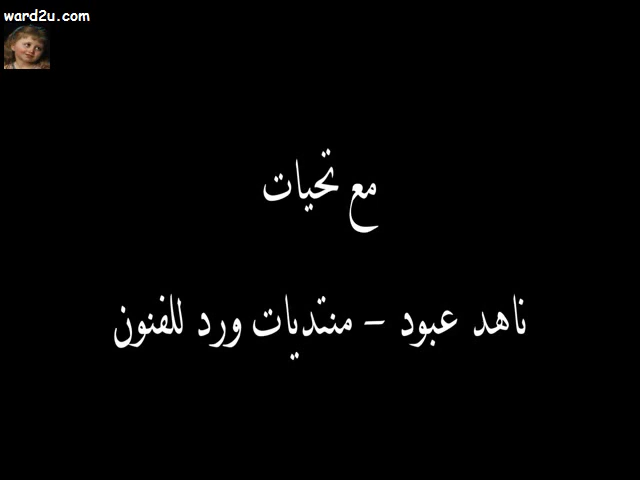 ward2u.com
مع تحيات
ناهد عبود - منتديات ورد للفنون